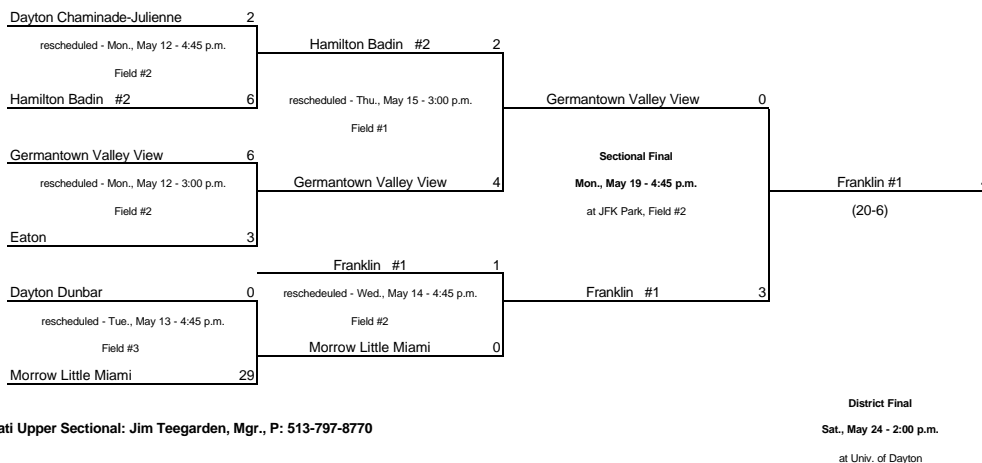 Dayton Chaminade-Julienne 2
rescheduled - Mon., May 12 - 4:45 p.m.
Field #2
Hamilton Badin #2 6
Hamilton Badin #2 2
rescheduled - Thu., May 15 - 3:00 p.m.
Field #1
Germantown Valley View 4
Germantown Valley View 6
rescheduled - Mon., May 12 - 3:00 p.m.
Field #2
Eaton 3
Germantown Valley View 0
Sectional Final
Mon., May 19 - 4:45 p.m.
at JFK Park, Field #2
Franklin #1 3
Franklin #1
(20-6)
Franklin #1 1
reschedeuled - Wed., May 14 - 4:45 p.m.
Field #2
Morrow Little Miami 0
Dayton Dunbar 0
rescheduled - Tue., May 13 - 4:45 p.m.
Field #3
Morrow Little Miami 29
District Final
Sat., May 24 - 2:00 p.m.
at Univ. of Dayton
ati Upper Sectional: Jim Teegarden, Mgr., P: 513-797-8770